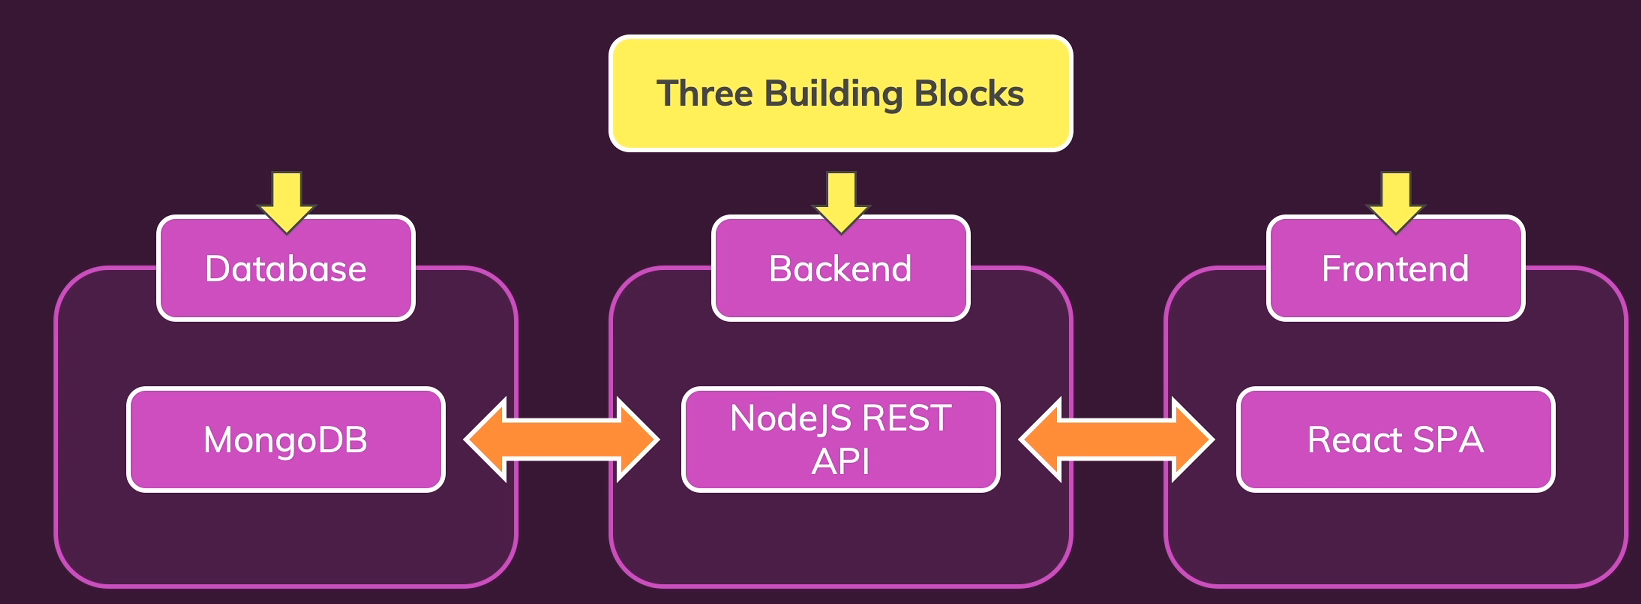 Three Building Blocks
Database
Backend
Frontend
MongoDB
NodeJS REST
API
React SPA